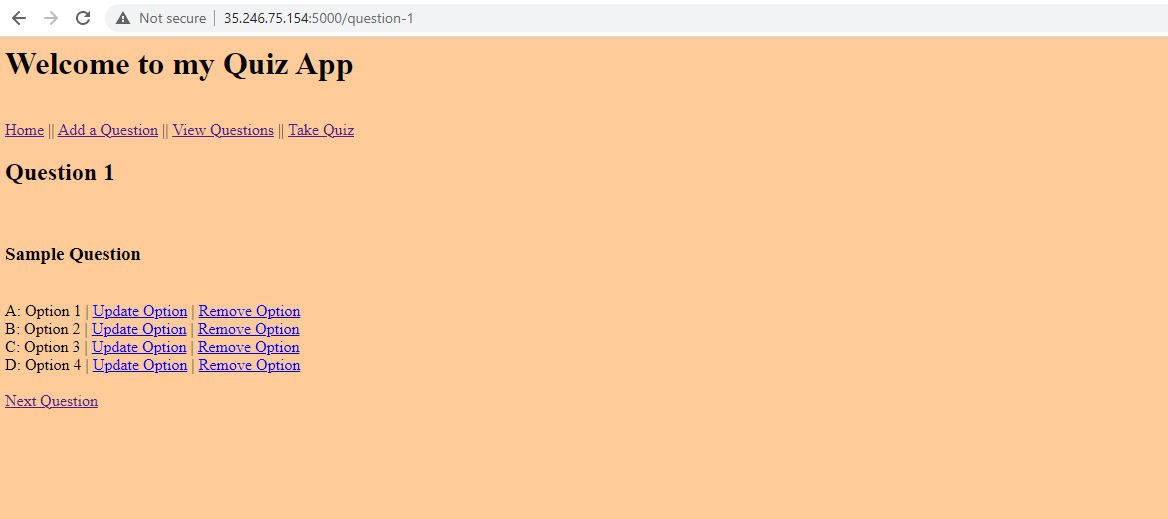 Not secure | 35.246.75.154:5000/question-1
Welcome to my Quiz App
Home || Add a Question || View Questions || Take Quiz
Question 1
Sample Question
A: Option 1 | Update Option | Remove Option
B: Option 2 | Update Option | Remove Option
C: Option 3 | Update Option | Remove Option
D: Option 4 | Update Option | Remove Option
Next Question